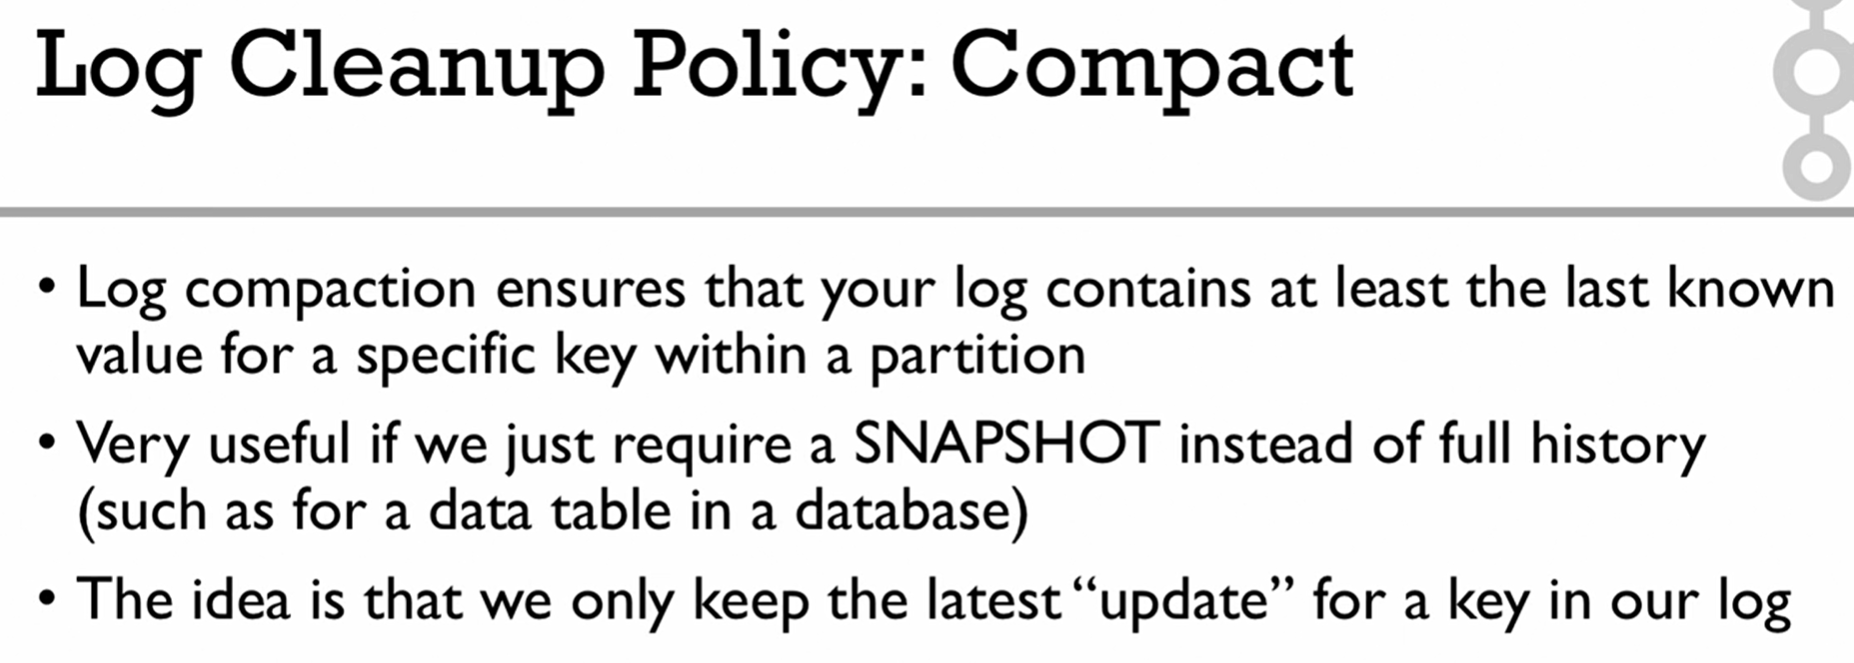 Log Cleanup Policy: Compact
• Log compaction ensures that your log contains at least the last known
value for a specific key within a partition
• Very useful if we just require a SNAPSHOT instead of full history
(such as for a data table in a database)
• The idea is that we only keep the latest “update” for a key in our log